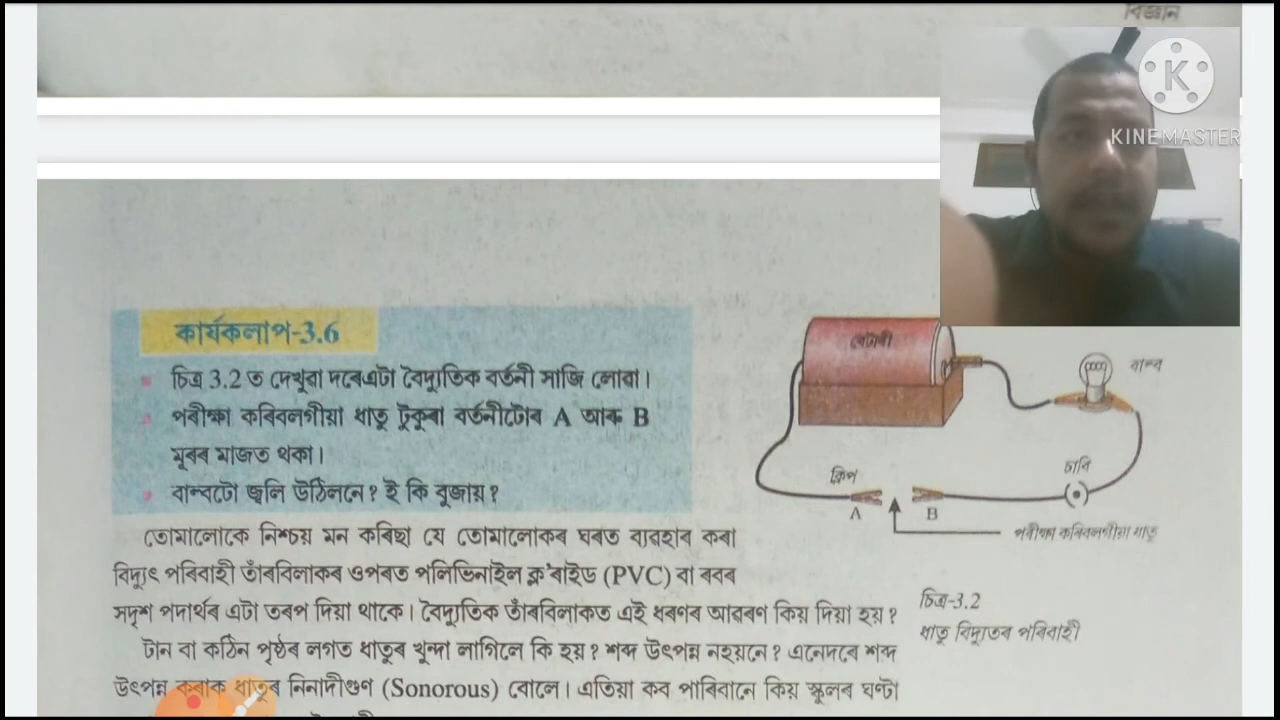 বিজ্ঞান
KINEMASTER
কাৰ্যকলাপ-3.6
চিত্ৰ 3.2 ত দেখুৱা দৰেএটা বৈদ্যুতিক বৰ্তনী সাজি লোৱা।
পৰীক্ষা কৰিবলগীয়া ধাতু টুকুৰা বৰ্তনীটোৰ A আৰু B
মূৰৰ মাজত থকা।
বাল্বটো জ্বলি উঠিলনে? ই কি বুজায়?
বেটাৰী
বাল্ব
চাবি
ক্লিপ
A B
পৰীক্ষা কৰিবলগীয়া ধাতু
চিত্ৰ-3.2
ধাতু বিদ্যুতৰ পৰিবাহী
তোমালোকে নিশ্চয় মন কৰিছা যে তোমালোকৰ ঘৰত ব্যৱহাৰ কৰা
বিদ্যুৎ পৰিবাহী তাঁৰবিলাকৰ ওপৰত পলিভিনাইল ক্ল'ৰাইড (PVC) বা ৰবৰ
সদৃশ পদাৰ্থৰ এটা তৰপ দিয়া থাকে। বৈদ্যুতিক তাঁৰবিলাকত এই ধৰণৰ আৱৰণ কিয় দিয়া হয়?
টান বা কঠিন পৃষ্ঠৰ লগত ধাতুৰ খুন্দা লাগিলে কি হয়? শব্দ উৎপন্ন নহয়নে? এনেদৰে শব্দ
উৎপন্ন কৰাক ধাতুৰ নিনাদীগুণ (Sonorous) বোলে। এতিয়া কব পাৰিবানে কিয় স্কুলৰ ঘণ্টা